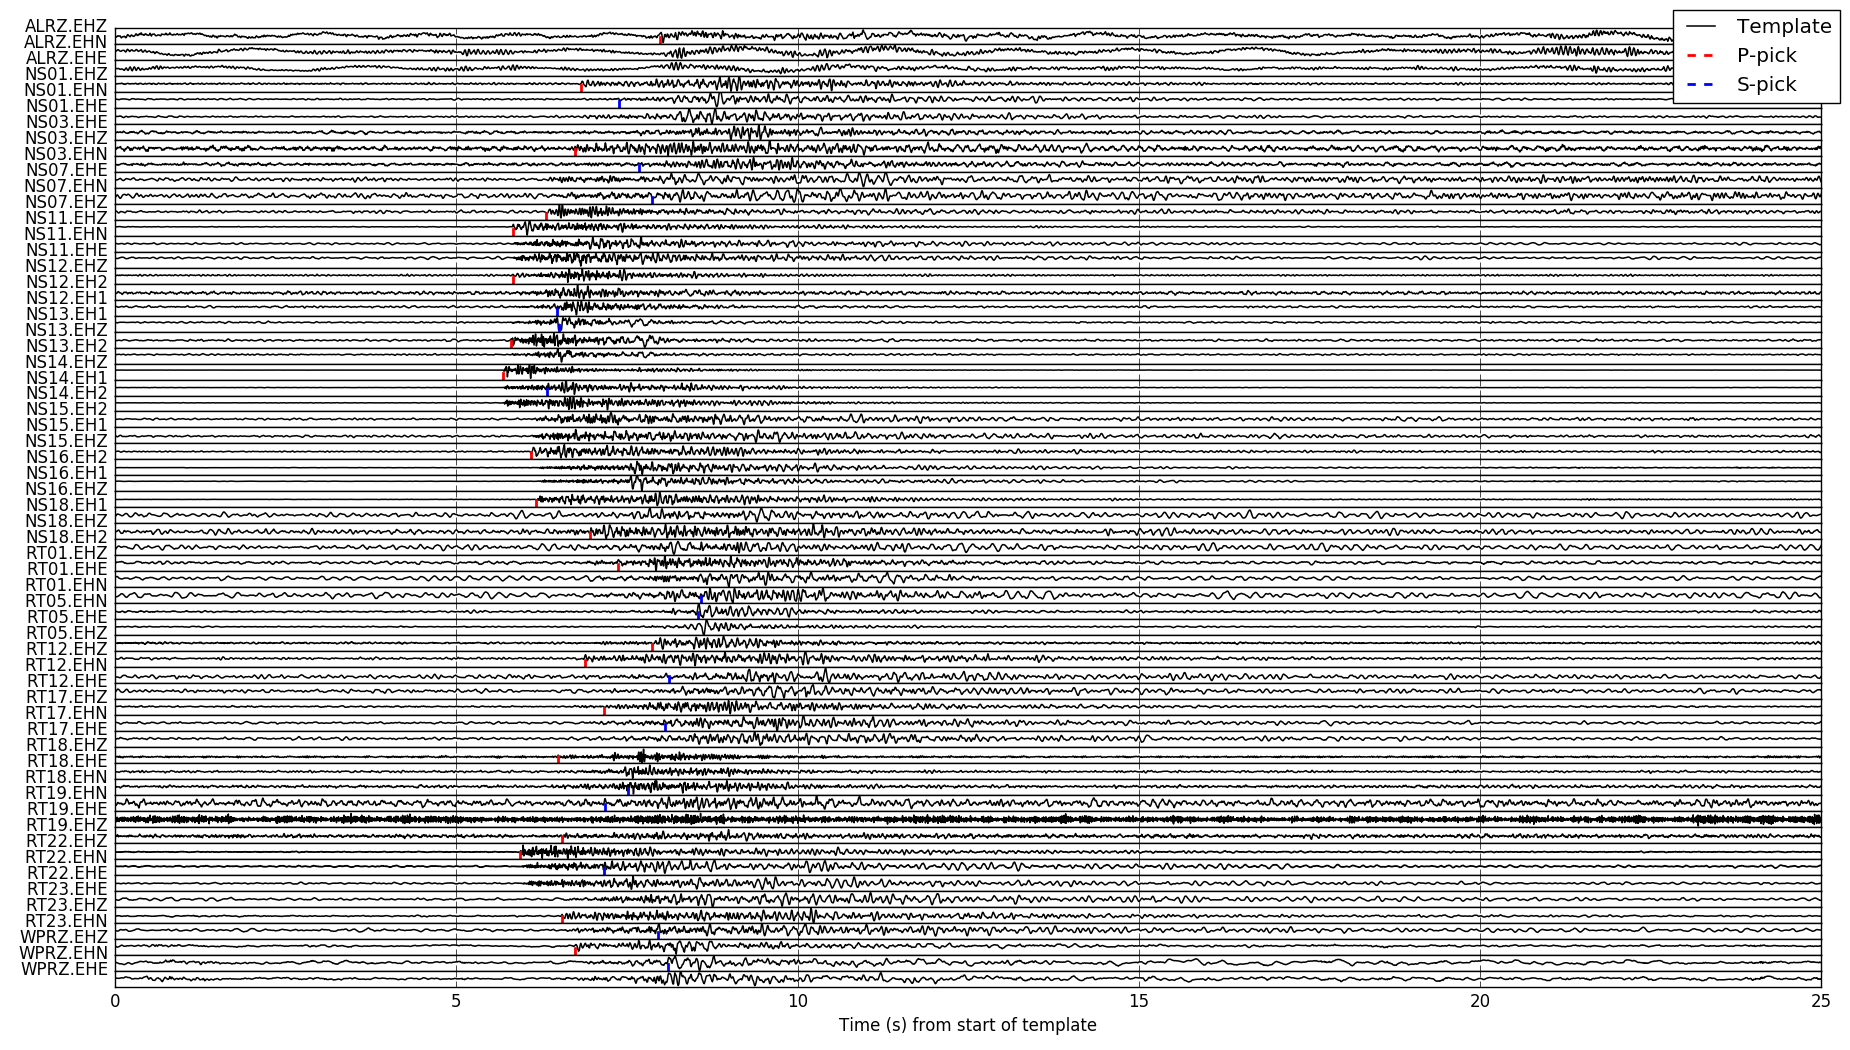 ALRZ.EHZ
ALRZ.EHN
ALRZ.EHE
NS01.EHZ
NS01.EHN
NS01.EHE
NS03.EHE
NS03.EHZ
NS03.EHN
NS07.EHE
NS07.EHN
NS07.EHZ
NS11.EHZ
NS11.EHN
NS11.EHE
NS12.EHZ
NS12.EH2
NS12.EH1
NS13.EH1
NS13.EHZ
NS13.EH2
NS14.EHZ
NS14.EH1
NS14.EH2
NS15.EH2
NS15.EH1
NS15.EHZ
NS16.EH2
NS16.EH1
NS16.EHZ
NS18.EH1
NS18.EHZ
NS18.EH2
RT01.EHZ
RT01.EHE
RT01.EHN
RT05.EHN
RT05.EHE
RT05.EHZ
RT12.EHZ
RT12.EHN
RT12.EHE
RT17.EHZ
RT17.EHN
RT17.EHE
RT18.EHZ
RT18.EHE
RT18.EHN
RT19.EHN
RT19.EHE
RT19.EHZ
RT22.EHZ
RT22.EHN
RT22.EHE
RT23.EHE
RT23.EHZ
RT23.EHN
WPRZ.EHZ
WPRZ.EHN
WPRZ.EHE
Template
P-pick
S-pick
0 5 10 15 20 25
Time (s) from start of template